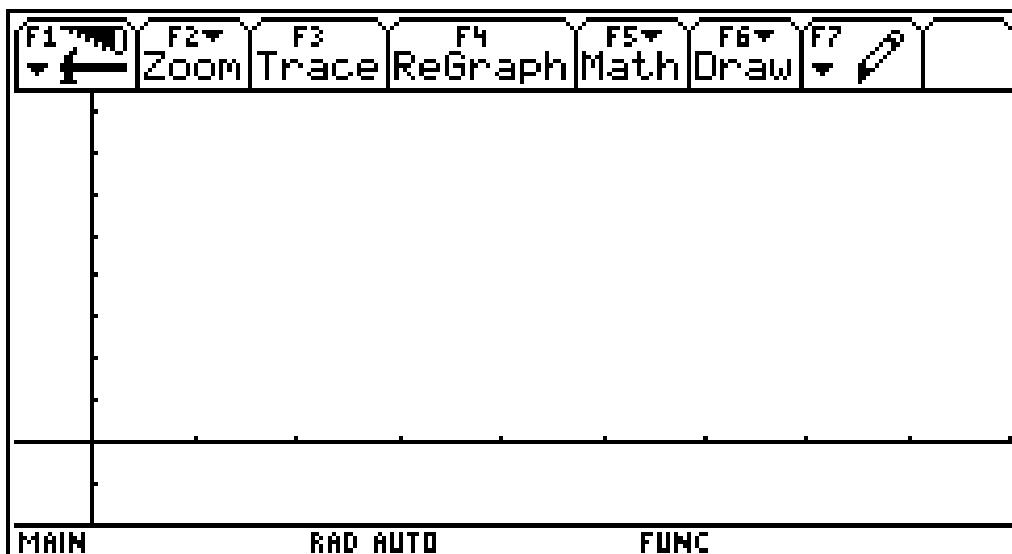 F1 F2 F3 F4 F5 F6 F7
Zoom Trace ReGraph Math Draw
MAIN RAD AUTO FUNC